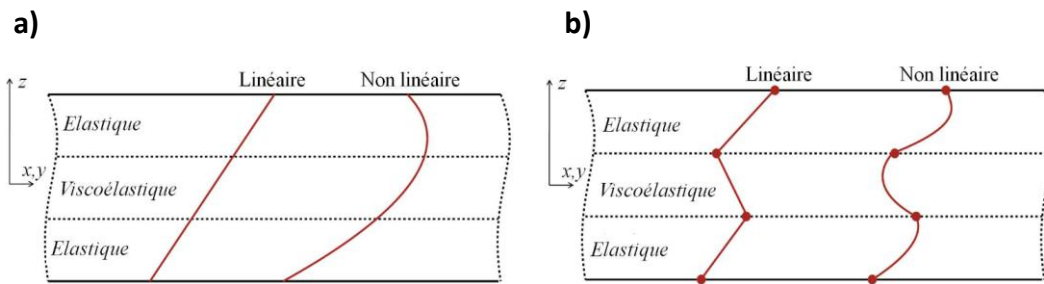 a)
z
x,y
Linéaire
Non linéaire
Elastique
Viscoélastique
Elastique
b)
z
x,y
Linéaire
Non linéaire
Elastique
Viscoélastique
Elastique